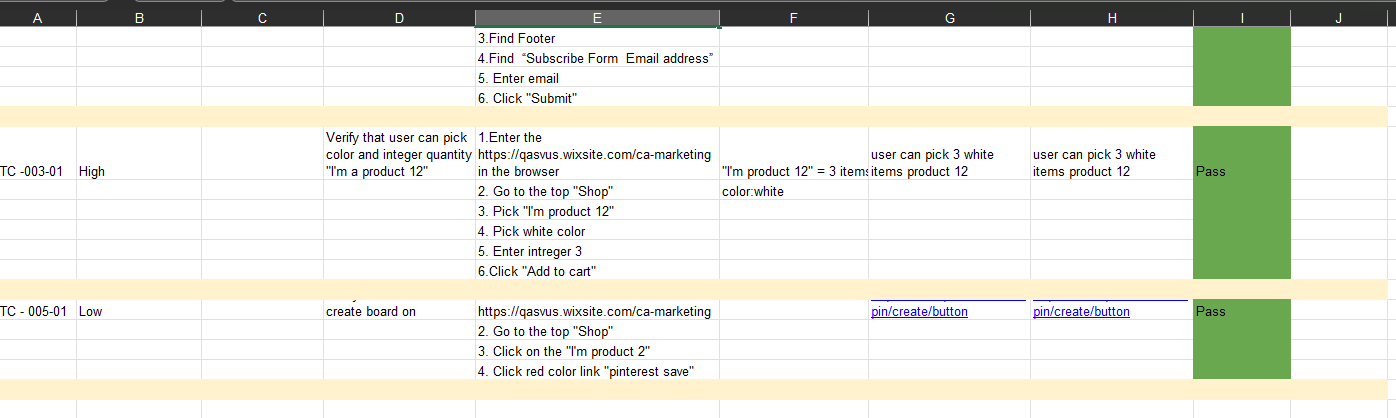 A B C D E F G H I J
3.Find Footer
4.Find “Subscribe Form Email address”
5. Enter email
6. Click "Submit"
Verify that user can pick 1.Enter the
color and integer quantity https://qasvus.wixsite.com/ca-marketing user can pick 3 white user can pick 3 white
TC -003-01 High "I'm a product 12" in the browser "I'm product 12" = 3 items items product 12 items product 12 Pass
2. Go to the top "Shop" color:white
3. Pick "I'm product 12"
4. Pick white color
5. Enter intreger 3
6.Click "Add to cart"
TC - 005-01 Low create board on https://qasvus.wixsite.com/ca-marketing pin/create/button pin/create/button Pass
2. Go to the top "Shop"
3. Click on the "I'm product 2"
4. Click red color link "pinterest save"